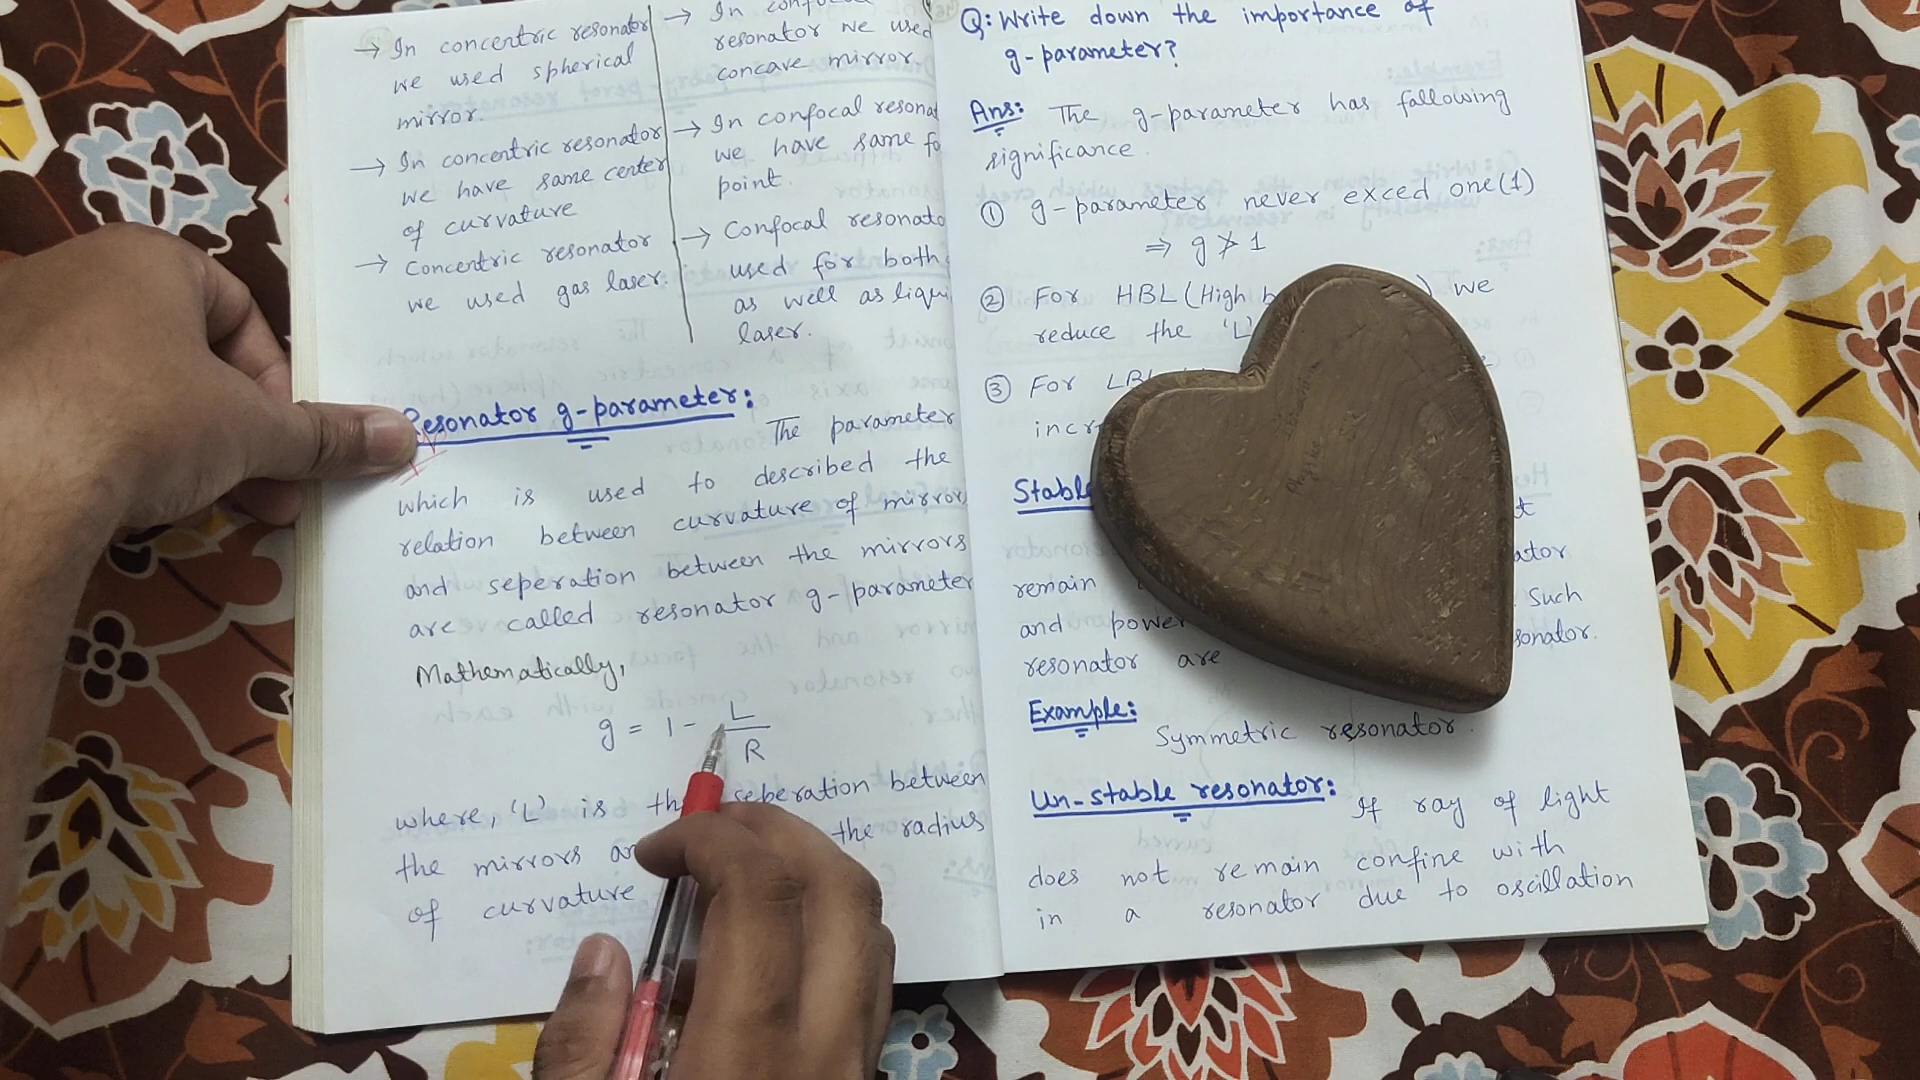 → In concentric resonator
we used spherical
mirror.
→ In concentric resonator
we have same center
of curvature
→ Concentric resonator
we used gas laser.
→ In
resonator we used
concave mirror
→ In confocal
we have same
point.
→ Confocal
used for both
as well as
laser.
Resonator g-parameter:
The parameter
which is used to described the
relation between curvature of mirror
and seperation between the mirrors
are called resonator g-parameter
Mathematically,
g = 1 - L/R
where, 'L' is seberation between
the mirrors the radius
of curvature
Q: Write down the importance of
g-parameter?
Ans: The g-parameter has following
significance.
① g-parameter never exced one (1)
⇒ g ≯ 1
② For HBL (High we
reduce the 'L'
③ For
Stable
remain
and power Such
resonator are
Example:
Symmetric resonator.
Un-stable resonator:
If ray of light
does not remain confine with
in a resonator due to oscillation